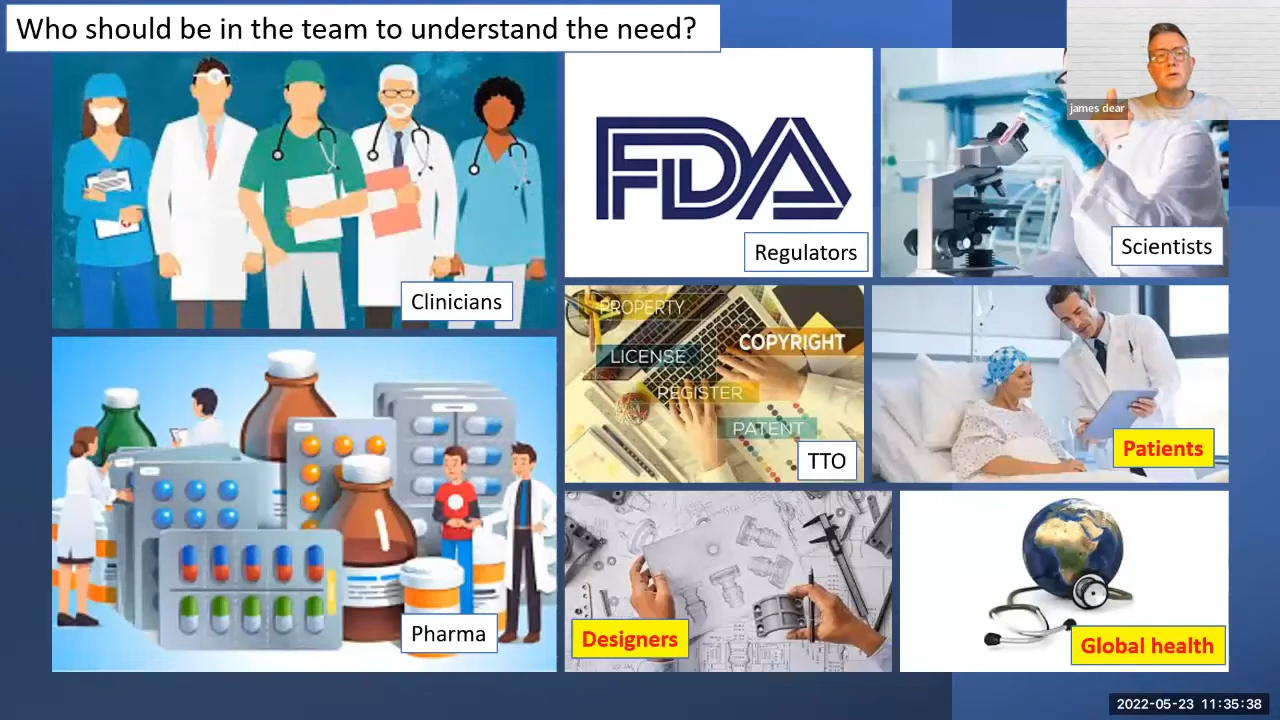 Who should be in the team to understand the need?
james dear
FDA
Regulators
Scientists
Clinicians
PROPERTY
COPYRIGHT
LICENSE
REGISTER
PATENT
TTO
Patients
Pharma
Designers
Global health
2022-05-23 11:35:38